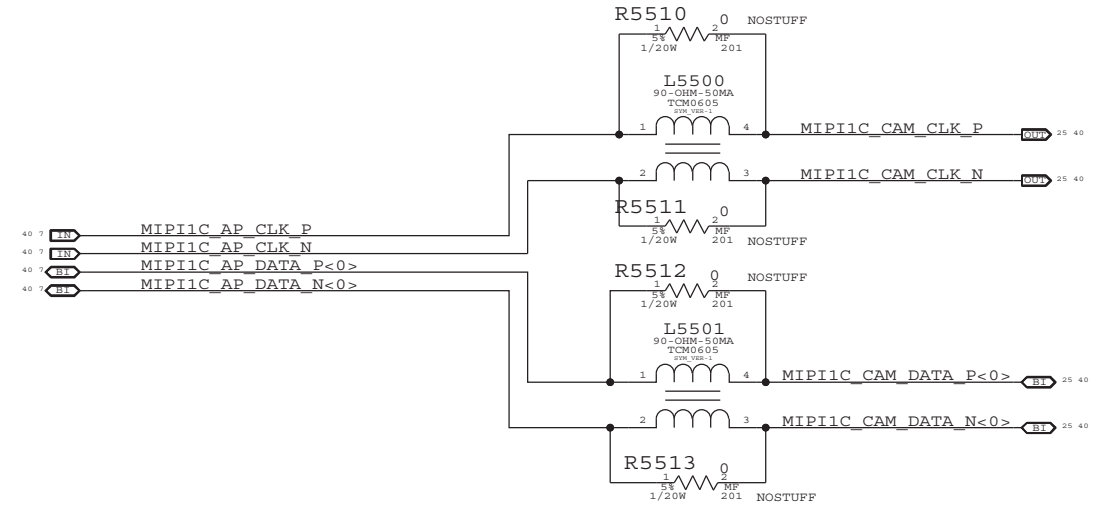 R5510
0 NOSTUFF
1 2
5% MF
1/20W 201
L5500
90-OHM-50MA
TCM0605
SYM_VER-1
1 4 MIPI1C_CAM_CLK_P OUT 25 40
2 3 MIPI1C_CAM_CLK_N OUT 25 40
R5511
0
1 2
5% MF
1/20W 201
NOSTUFF
40 7 IN MIPI1C_AP_CLK_P
40 7 IN MIPI1C_AP_CLK_N
40 7 BI MIPI1C_AP_DATA_P<0>
40 7 BI MIPI1C_AP_DATA_N<0>
R5512
0 NOSTUFF
1 2
5% MF
1/20W 201
L5501
90-OHM-50MA
TCM0605
SYM_VER-1
1 4 MIPI1C_CAM_DATA_P<0> BI 25 40
2 3 MIPI1C_CAM_DATA_N<0> BI 25 40
R5513
0
1 2
5% MF
1/20W 201 NOSTUFF